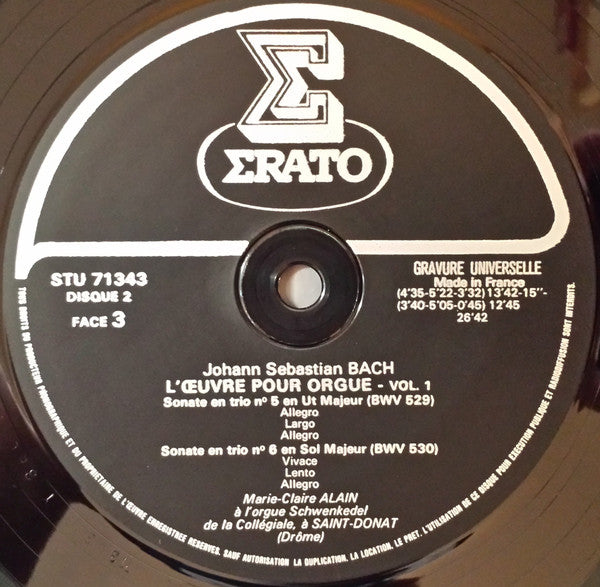 ΣRATO
STU 71343
DISQUE 2
FACE 3
GRAVURE UNIVERSELLE
Made in France
(4'35-5'22-3'32) 13'42-15"-
(3'40-5'05-0'45) 12'45
26'42
Johann Sebastian BACH
L'ŒUVRE POUR ORGUE - VOL. 1
Sonate en trio nº 5 en Ut Majeur (BWV 529)
Allegro
Largo
Allegro
Sonate en trio nº 6 en Sol Majeur (BWV 530)
Vivace
Lento
Allegro
Marie-Claire ALAIN
à l'orgue Schwenkedel
de la Collégiale, à SAINT-DONAT
(Drôme)
TOUS DROITS DU PRODUCTEUR PHONOGRAPHIQUE ET DU PROPRIETAIRE DE L'ŒUVRE ENREGISTREE RESERVES. SAUF AUTORISATION LA DUPLICATION, LA LOCATION, LE PRET, L'UTILISATION DE CE DISQUE POUR EXECUTION PUBLIQUE ET RADIODIFFUSION SONT INTERDITS.